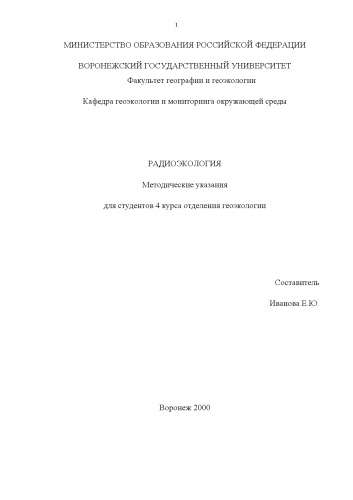 1
МИНИСТЕРСТВО ОБРАЗОВАНИЯ РОССИЙСКОЙ ФЕДЕРАЦИИ
ВОРОНЕЖСКИЙ ГОСУДАРСТВЕННЫЙ УНИВЕРСИТЕТ
Факультет географии и геоэкологии
Кафедра геоэкологии и мониторинга окружающей среды
РАДИОЭКОЛОГИЯ
Методические указания
для студентов 4 курса отделения геоэкологии
Составитель
Иванова Е.Ю.
Воронеж 2000